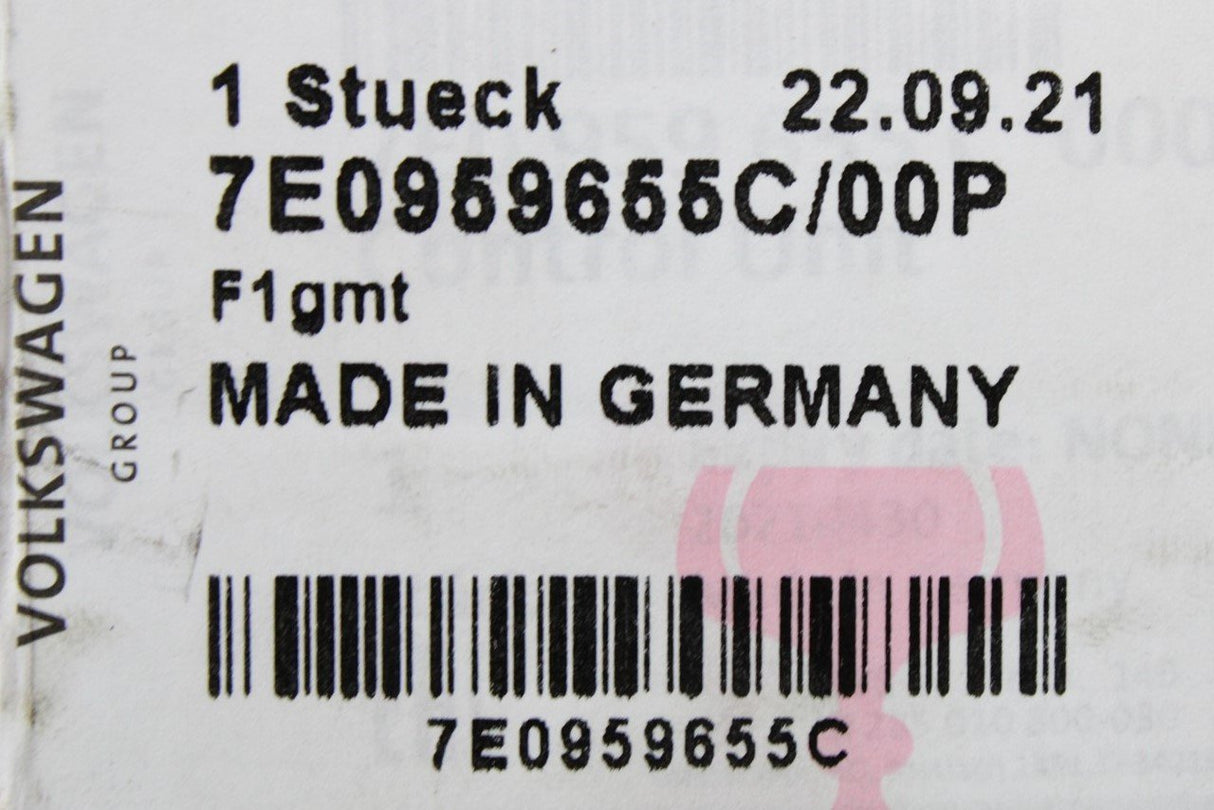 VOLKSWAGEN
GROUP
1 Stueck 22.09.21
7E0959655C/00P
F1gmt
MADE IN GERMANY
7E0959655C